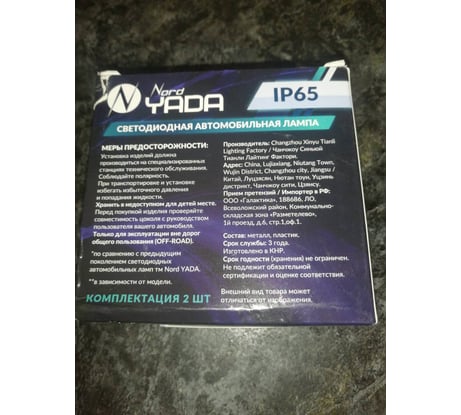 Nord
YADA
IP65
СВЕТОДИОДНАЯ АВТОМОБИЛЬНАЯ ЛАМПА
МЕРЫ ПРЕДОСТОРОЖНОСТИ:
Установка изделий должна
производиться на специализированных
станциях технического обслуживания.
Соблюдайте полярность.
При транспортировке и установке
избегать избыточного давления
и попадания жидкости.
Хранить в недоступном для детей месте.
Перед покупкой изделия проверяйте
совместимость цоколя с руководством
пользователя вашего автомобиля.
Только для эксплуатации вне дорог
общего пользования (OFF-ROAD).
*по сравнению с предыдущим
поколением светодиодных
автомобильных ламп тм Nord YADA.
**в зависимости от модели.
КОМПЛЕКТАЦИЯ 2 ШТ
Производитель: Changzhou Xinyu Tianli
Lighting Factory / Чанчжоу Синьюй
Тианли Лайтинг Фактори.
Адрес: China, Lujiaxiang, Niutang Town,
Wujin District, Changzhou city, Jiangsu /
Китай, Луцзясян, Нютан тоун, Уцзинь
дистрикт, Чанчжоу сити, Цзянсу.
Прием претензий / Импортер в РФ:
ООО "Галактика", 188686, ЛО,
Всеволожский район, Коммунально-
складская зона «Разметелево»,
1й проезд, д.6, стр.1,оф.1.
Состав: металл, пластик.
Срок службы: 3 года.
Изготовлено в КНР.
Срок годности (хранения) не ограничен.
Не подлежит обязательной
сертификации и оценке соответствия.
Внешний вид товара может
отличаться от изображения.